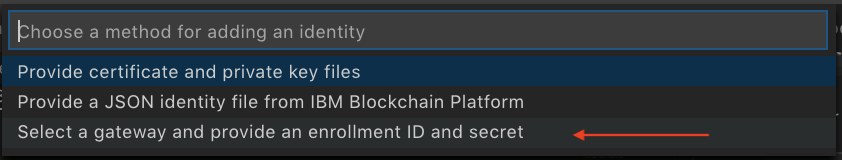 Choose a method for adding an identity
Provide certificate and private key files
Provide a JSON identity file from IBM Blockchain Platform
Select a gateway and provide an enrollment ID and secret